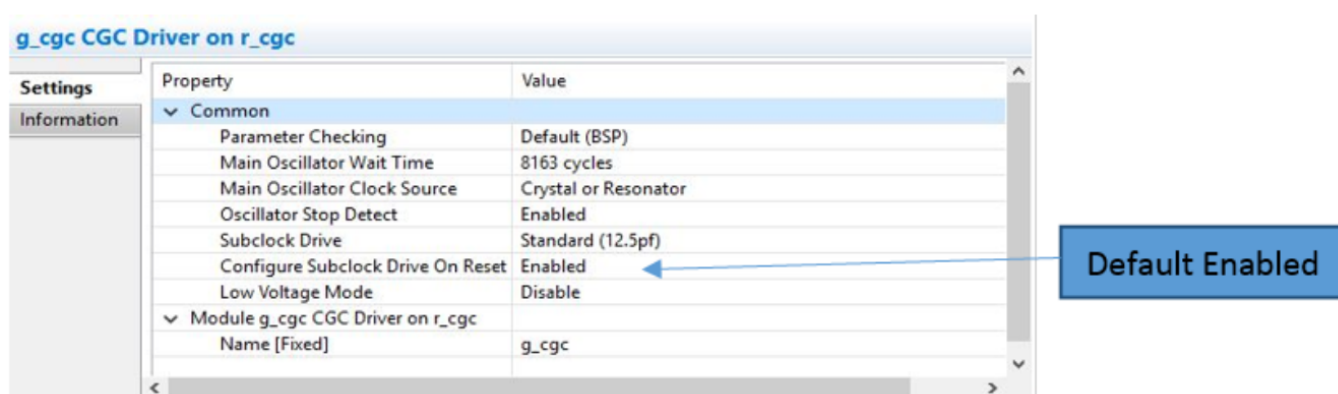 g_cgc CGC Driver on r_cgc
Settings
Information
Property Value
Common
Parameter Checking Default (BSP)
Main Oscillator Wait Time 8163 cycles
Main Oscillator Clock Source Crystal or Resonator
Oscillator Stop Detect Enabled
Subclock Drive Standard (12.5pf)
Configure Subclock Drive On Reset Enabled
Low Voltage Mode Disable
Module g_cgc CGC Driver on r_cgc
Name [Fixed] g_cgc
Default Enabled